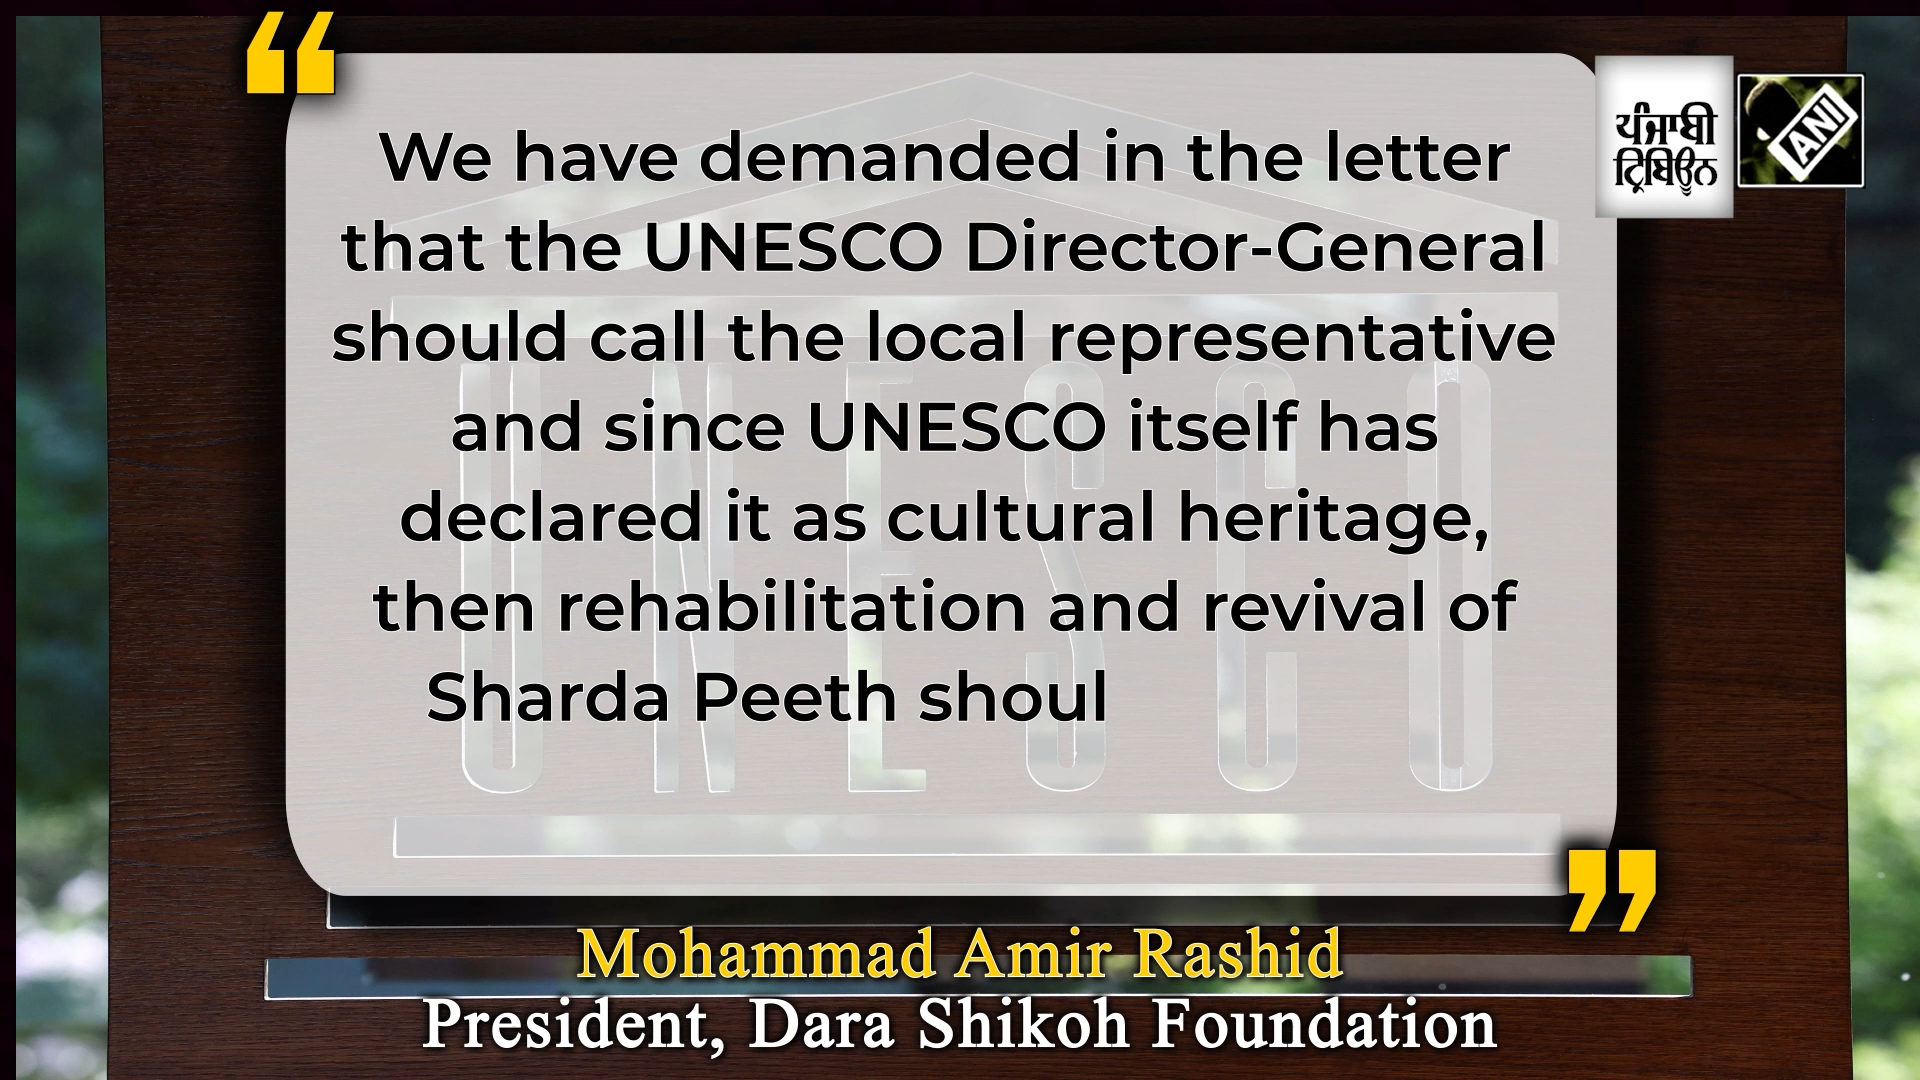 We have demanded in the letter
that the UNESCO Director-General
should call the local representative
and since UNESCO itself has
declared it as cultural heritage,
then rehabilitation and revival of
Sharda Peeth shoul
Mohammad Amir Rashid
President, Dara Shikoh Foundation
ਪੰਜਾਬੀ
ਟ੍ਰਿਬਿਊਨ
ANI
UNESCO